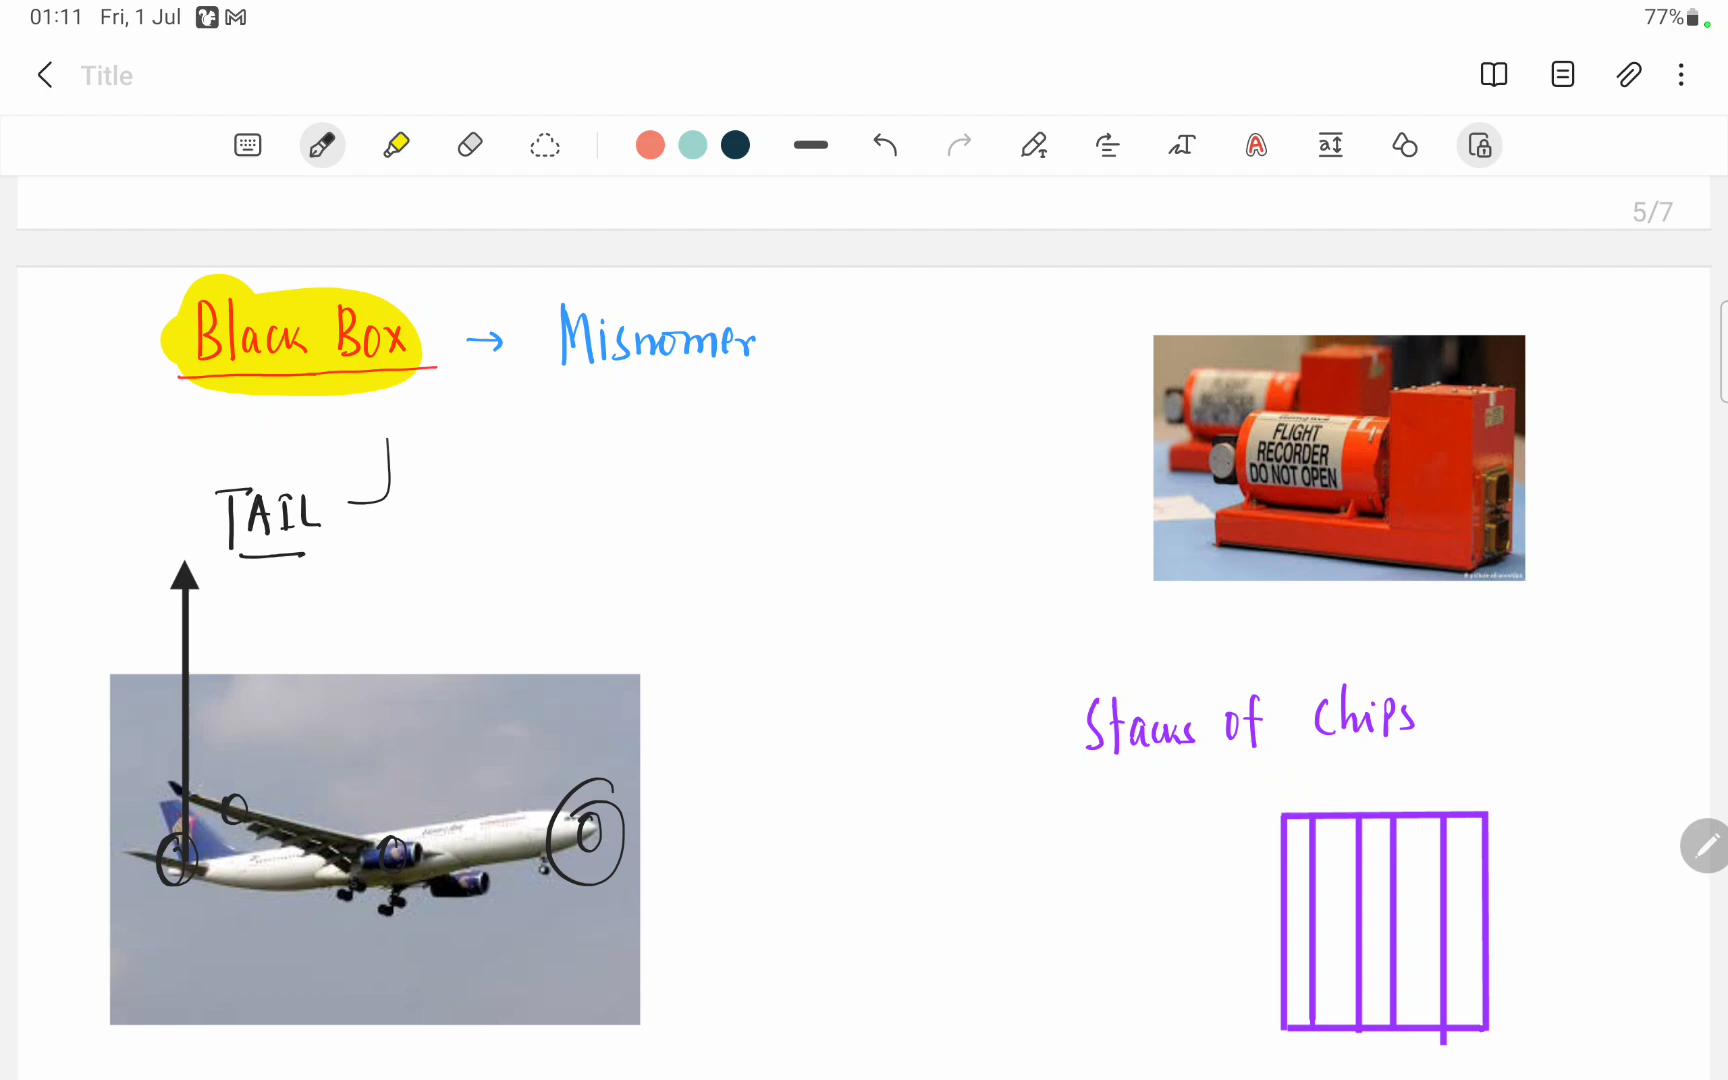 01:11 Fri, 1 Jul
77%
Title
5/7
Black Box → Misnomer
FLIGHT
RECORDER
DO NOT OPEN
TAIL
Stacks of Chips